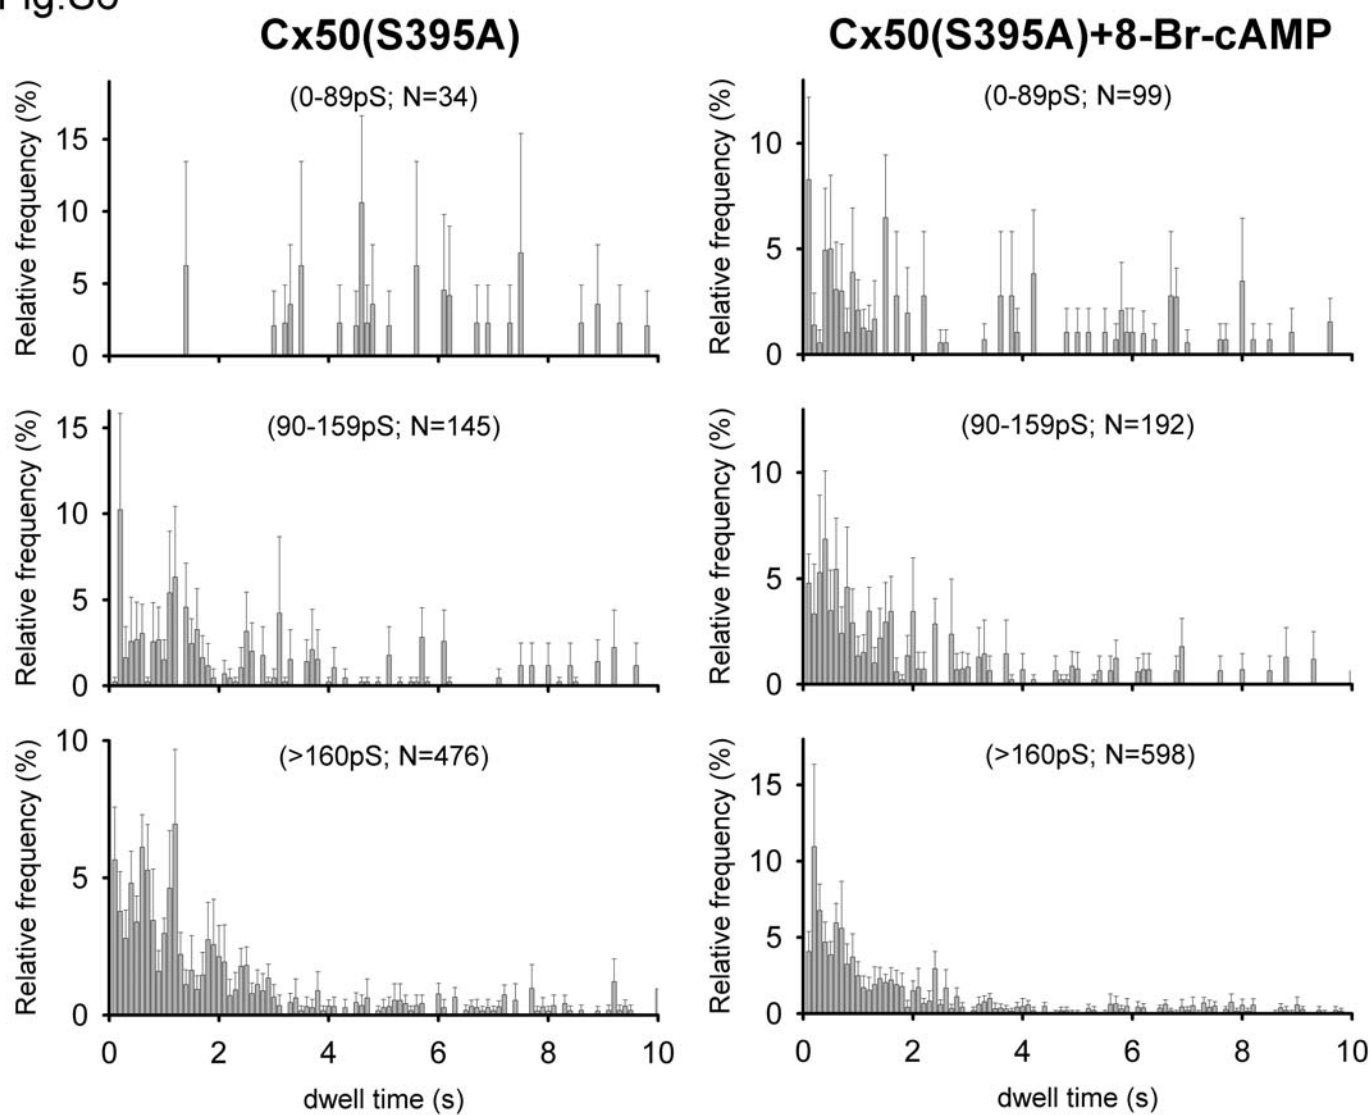 Cx50(S395A)
Cx50(S395A)+8-Br-cAMP
Relative frequency (%)
(0-89pS; N=34)
15
10
5
0
Relative frequency (%)
(0-89pS; N=99)
10
5
0
Relative frequency (%)
(90-159pS; N=145)
15
10
5
0
Relative frequency (%)
(90-159pS; N=192)
10
5
0
Relative frequency (%)
(>160pS; N=476)
10
5
0
0 2 4 6 8 10
dwell time (s)
Relative frequency (%)
(>160pS; N=598)
15
10
5
0
0 2 4 6 8 10
dwell time (s)